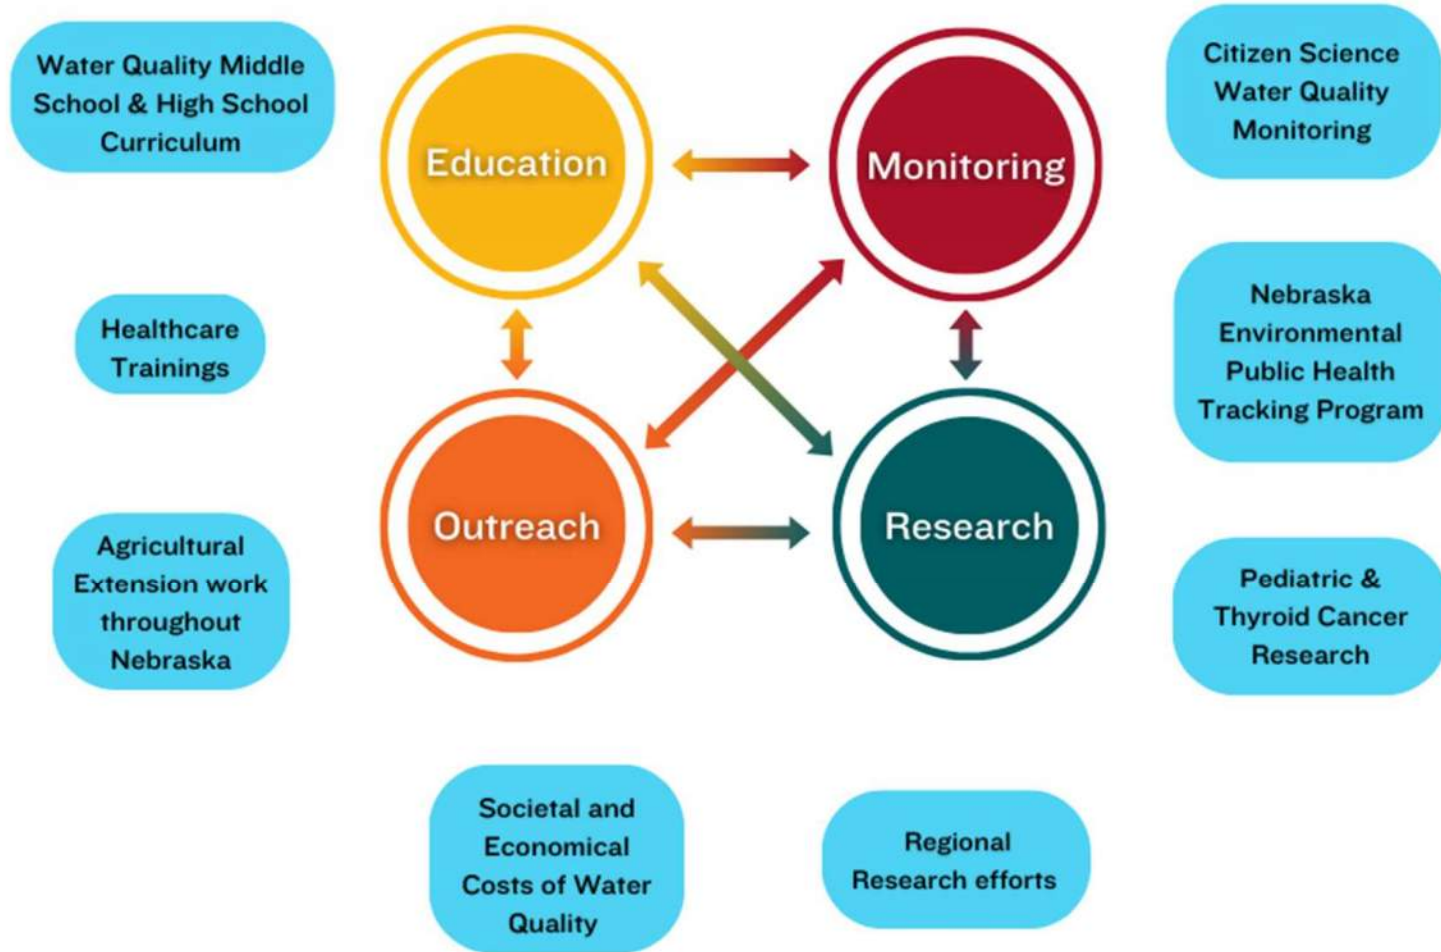 Water Quality Middle
School & High School
Curriculum
Education
Monitoring
Citizen Science
Water Quality
Monitoring
Healthcare
Trainings
Nebraska
Environmental
Public Health
Tracking Program
Agricultural
Extension work
throughout
Nebraska
Outreach
Research
Pediatric &
Thyroid Cancer
Research
Societal and
Economical
Costs of Water
Quality
Regional
Research efforts